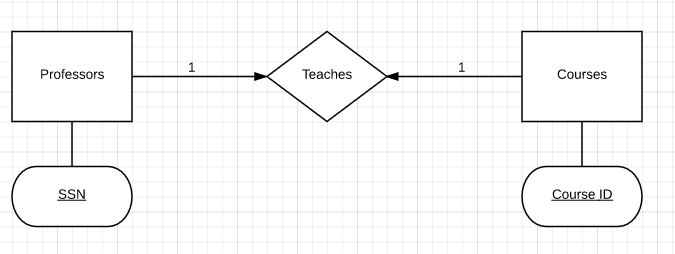 Professors
1
Teaches
1
Courses
SSN
Course ID